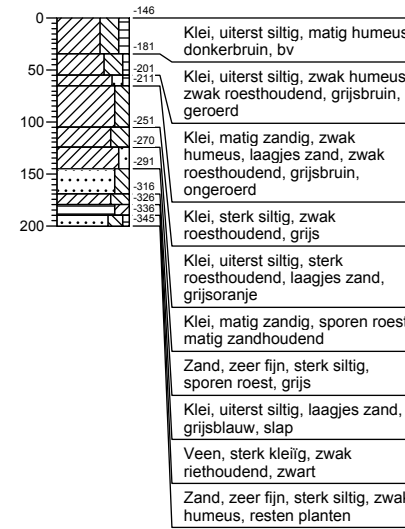 0
50
100
150
200
-146
-181
-201
-211
-251
-270
-291
-316
-326
-336
-345
Klei, uiterst siltig, matig humeus
donkerbruin, bv
Klei, uiterst siltig, zwak humeus
zwak roesthoudend, grijsbruin,
geroerd
Klei, matig zandig, zwak
humeus, laagjes zand, zwak
roesthoudend, grijsbruin,
ongeroerd
Klei, sterk siltig, zwak
roesthoudend, grijs
Klei, uiterst siltig, sterk
roesthoudend, laagjes zand,
grijsoranje
Klei, matig zandig, sporen roest
matig zandhoudend
Zand, zeer fijn, sterk siltig,
sporen roest, grijs
Klei, uiterst siltig, laagjes zand,
grijsblauw, slap
Veen, sterk kleiïg, zwak
riethoudend, zwart
Zand, zeer fijn, sterk siltig, zwak
humeus, resten planten